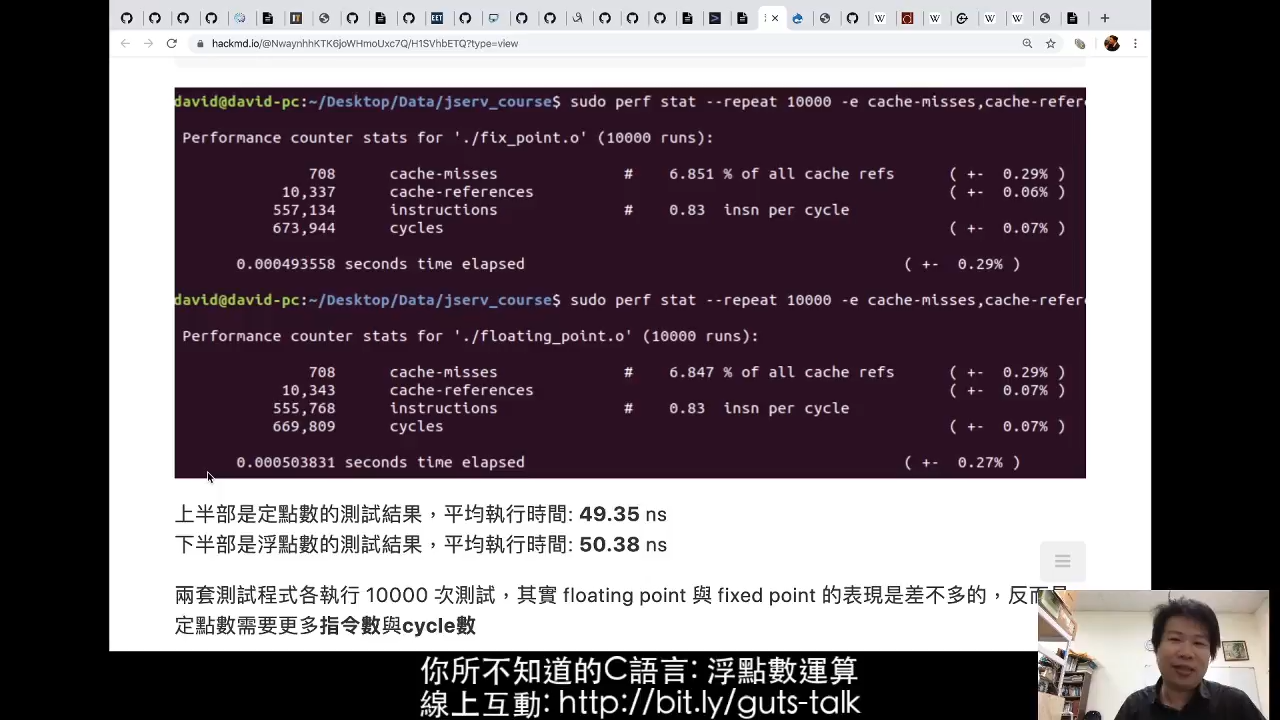 hackmd.io/@NwaynhhKTK6joWHmoUxc7Q/H1SVhbETQ?type=view
david@david-pc:~/Desktop/Data/jserv_course$ sudo perf stat --repeat 10000 -e cache-misses,cache-refer
Performance counter stats for './fix_point.o' (10000 runs):
708 cache-misses # 6.851 % of all cache refs ( +- 0.29% )
10,337 cache-references ( +- 0.06% )
557,134 instructions # 0.83 insn per cycle
673,944 cycles ( +- 0.07% )
0.000493558 seconds time elapsed ( +- 0.29% )
david@david-pc:~/Desktop/Data/jserv_course$ sudo perf stat --repeat 10000 -e cache-misses,cache-refer
Performance counter stats for './floating_point.o' (10000 runs):
708 cache-misses # 6.847 % of all cache refs ( +- 0.29% )
10,343 cache-references ( +- 0.07% )
555,768 instructions # 0.83 insn per cycle
669,809 cycles ( +- 0.07% )
0.000503831 seconds time elapsed ( +- 0.27% )
上半部是定點數的測試結果，平均執行時間: 49.35 ns
下半部是浮點數的測試結果，平均執行時間: 50.38 ns
兩套測試程式各執行 10000 次測試，其實 floating point 與 fixed point 的表現是差不多的，反而
定點數需要更多指令數與cycle數
你所不知道的C語言: 浮點數運算
線上互動: http://bit.ly/guts-talk